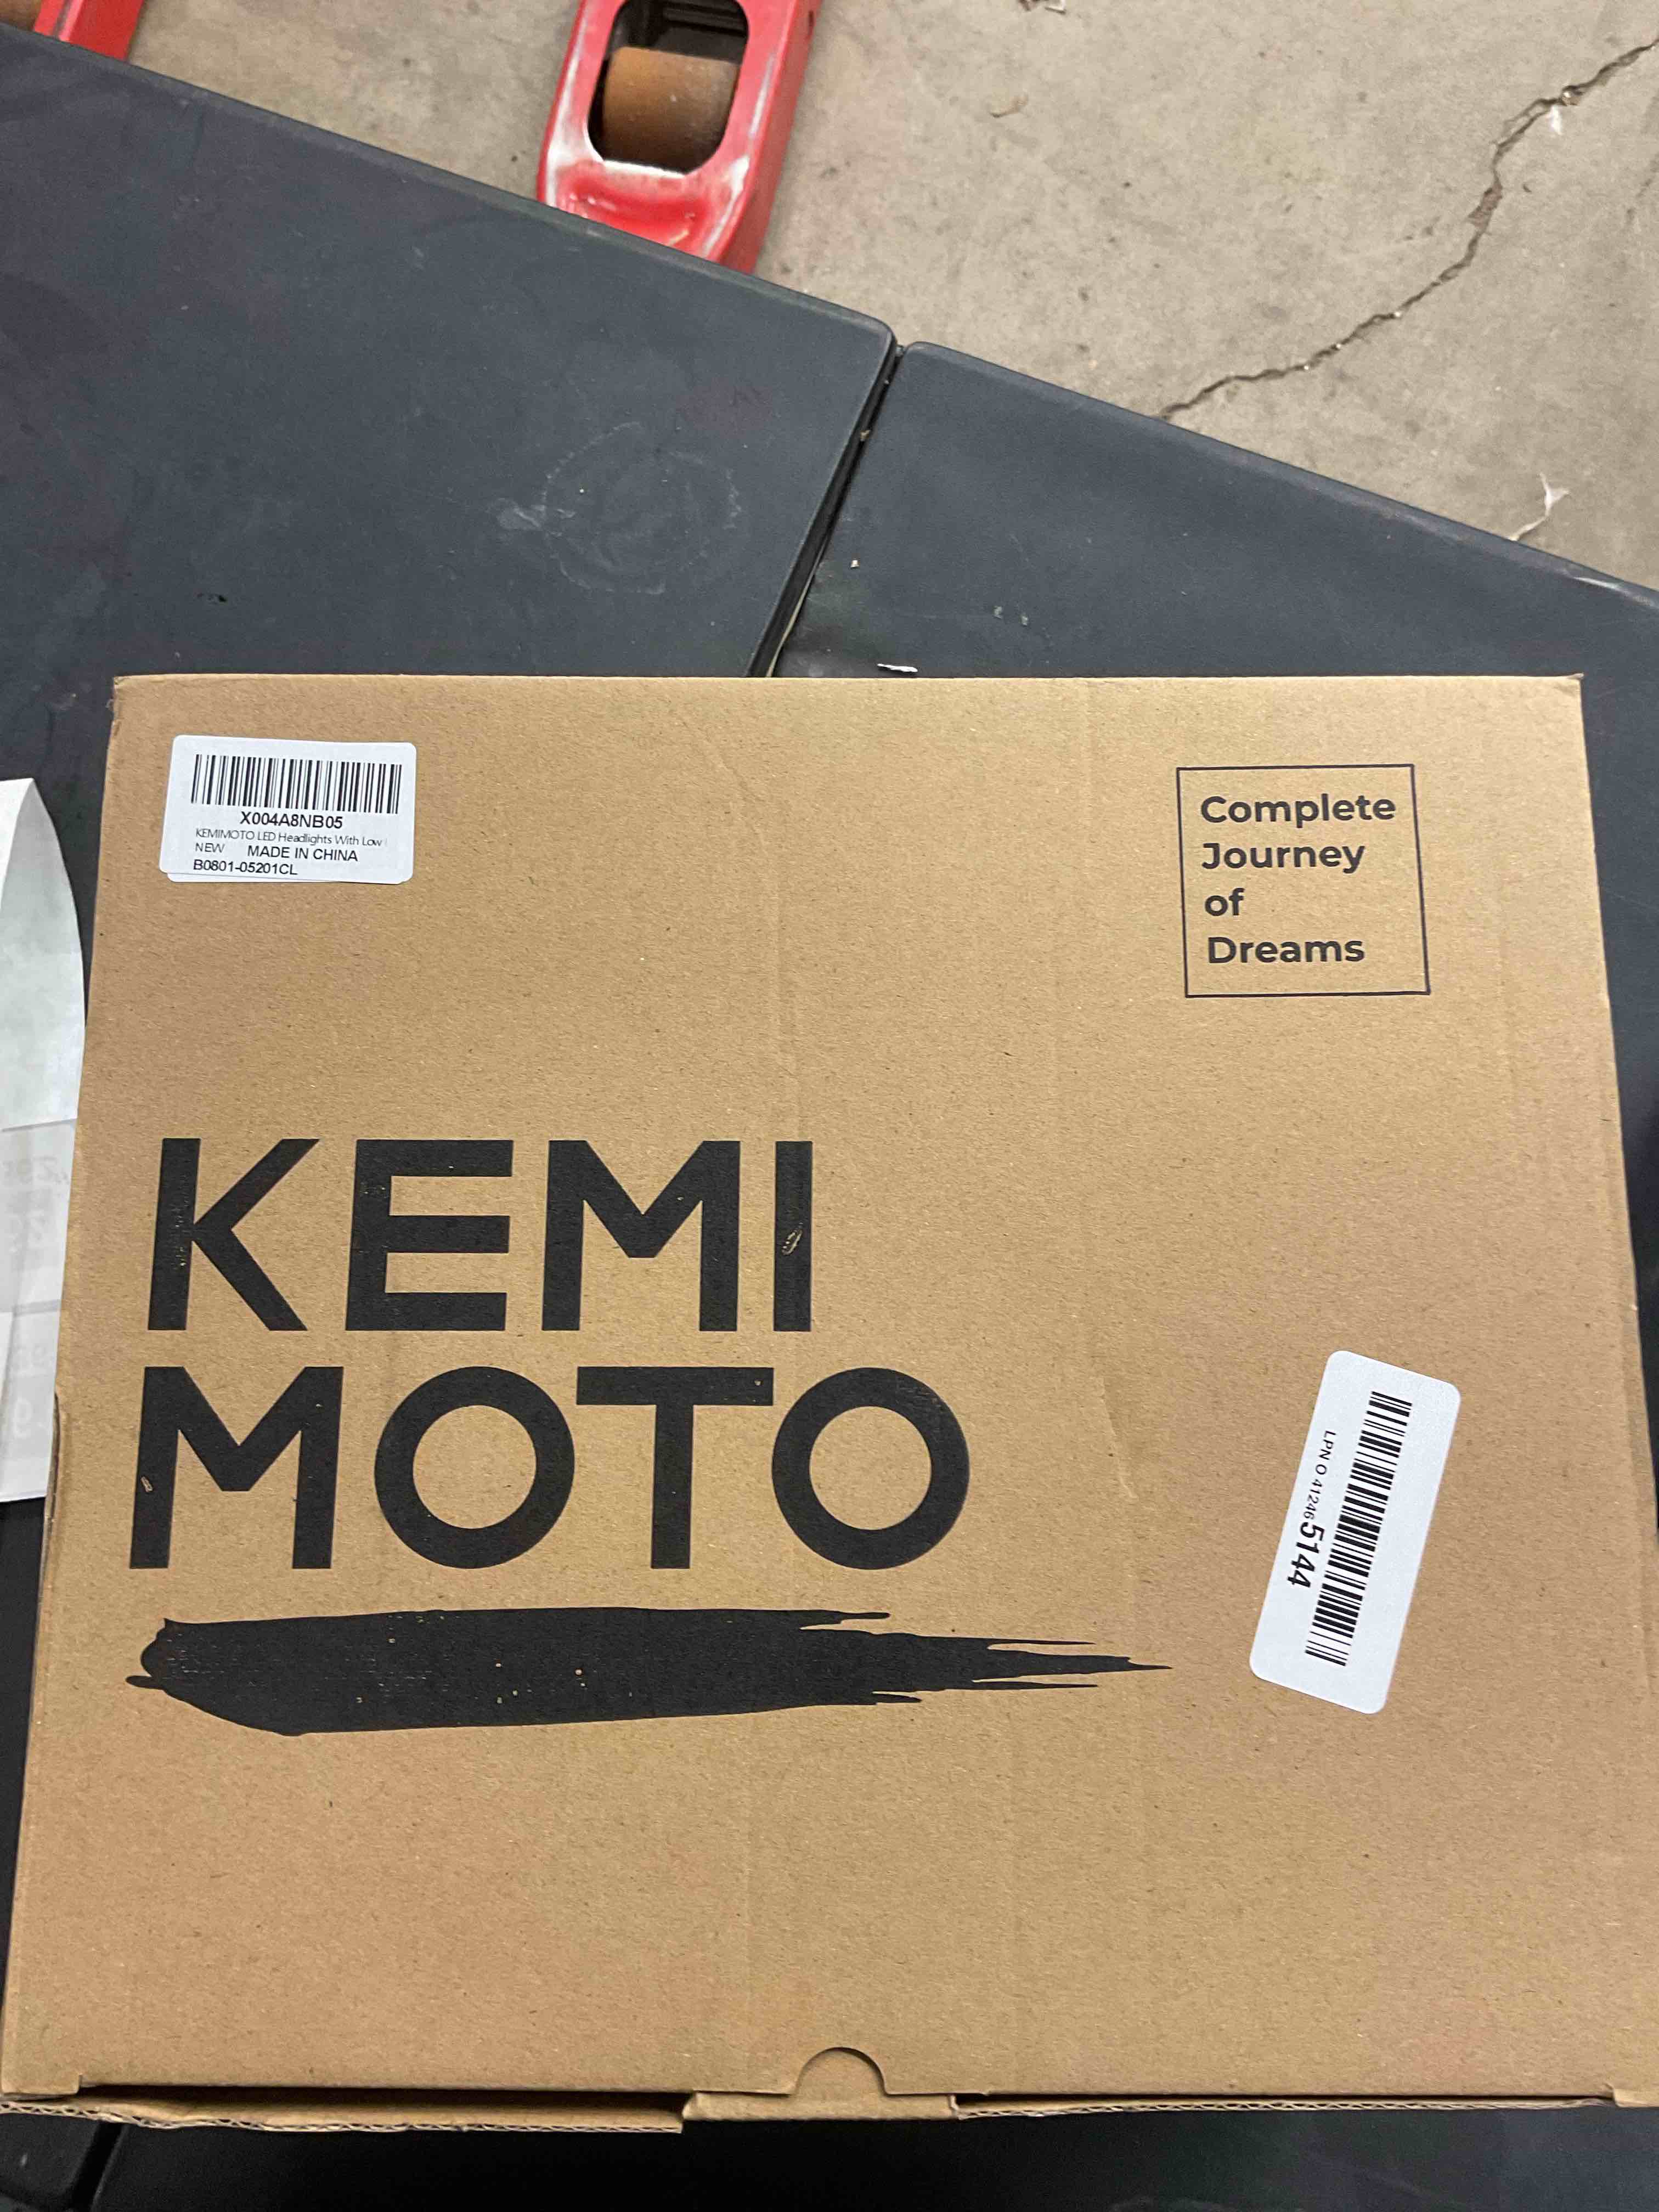 X004A8NB05
KEMIMOTO LED Headlights With Low
NEW MADE IN CHINA
B0801-05201CL
Complete
Journey
of
Dreams
KEMI
MOTO
LPN O 412465144